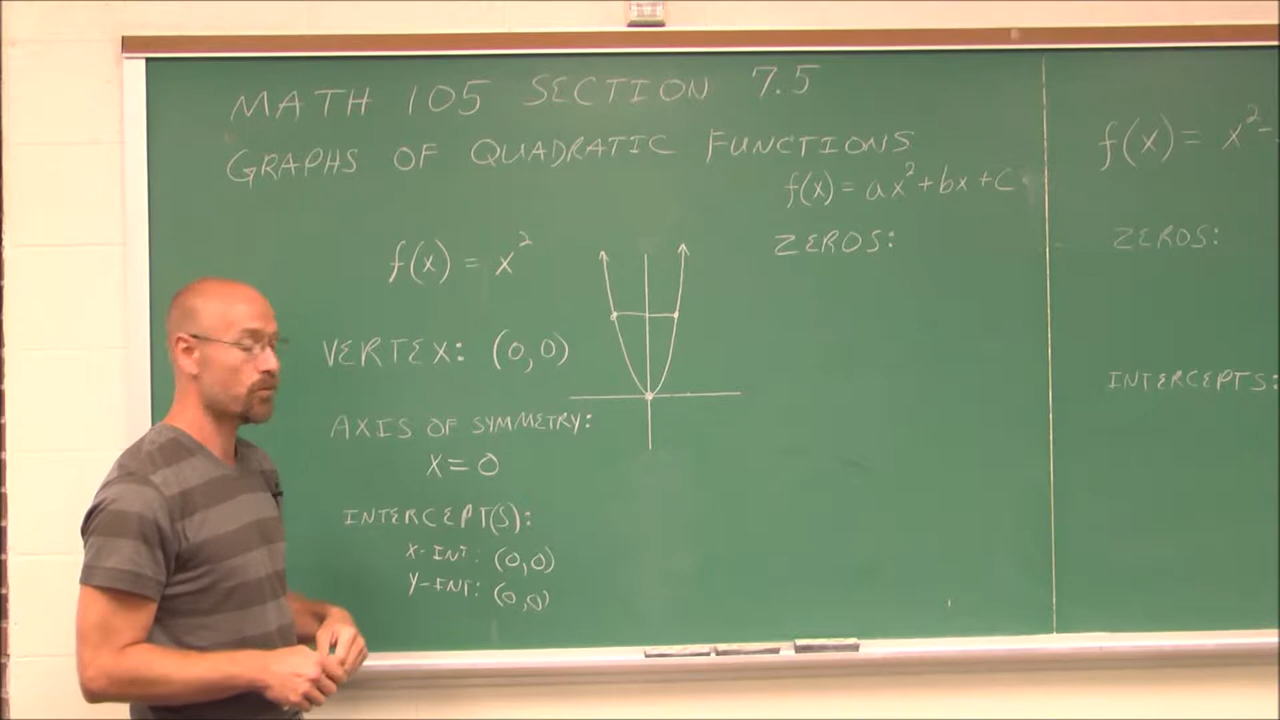 MATH 105 SECTION 7.5
GRAPHS OF QUADRATIC FUNCTIONS
f(x) = x²
VERTEX: (0,0)
AXIS OF SYMMETRY:
x = 0
INTERCEPT(S):
X-INT: (0,0)
Y-INT: (0,0)
f(x) = ax²+bx+c
ZEROS:
f(x) = x²-
ZEROS:
INTERCEPTS: